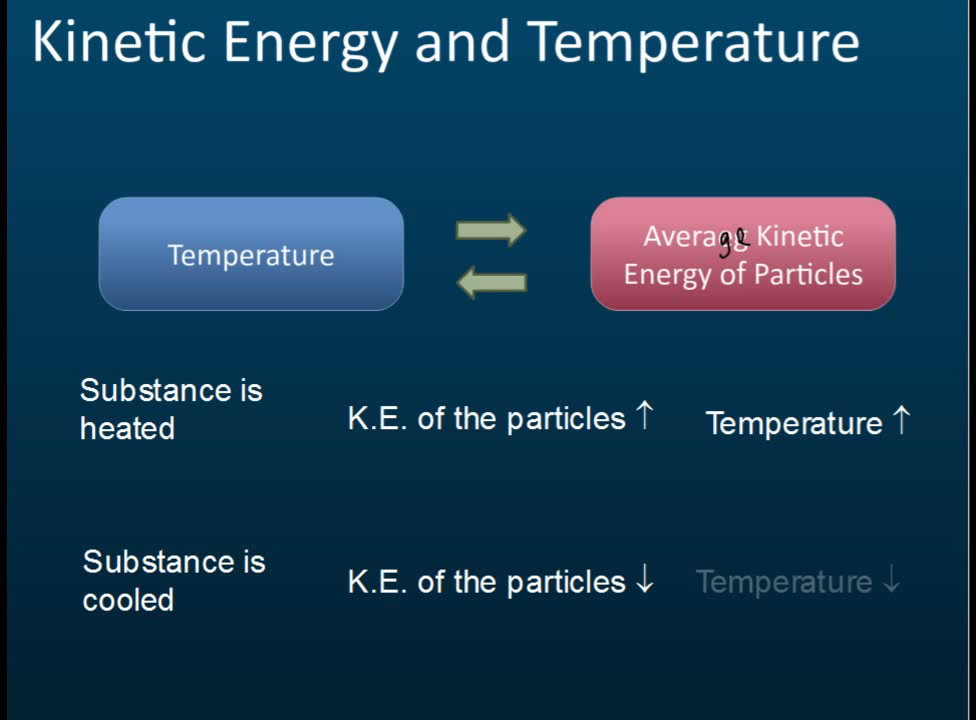 Kinetic Energy and Temperature
Temperature
Average Kinetic
Energy of Particles
Substance is
heated
K.E. of the particles ↑
Temperature ↑
Substance is
cooled
K.E. of the particles ↓
Temperature ↓